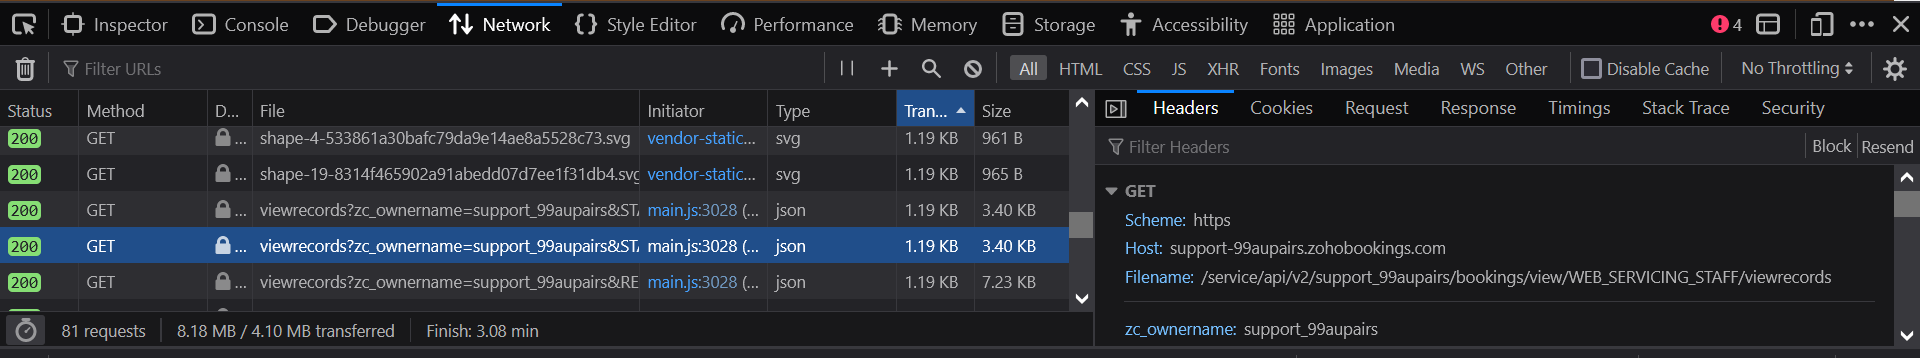 Inspector Console Debugger Network Style Editor Performance Memory Storage Accessibility Application 4
Filter URLs All HTML CSS JS XHR Fonts Images Media WS Other Disable Cache No Throttling
Status Method D... File Initiator Type Tran... Size
200 GET ... shape-4-533861a30bafc79da9e14ae8a5528c73.svg vendor-static... svg 1.19 KB 961 B
200 GET ... shape-19-8314f465902a91abedd07d7ee1f31db4.svg vendor-static... svg 1.19 KB 965 B
200 GET ... viewrecords?zc_ownername=support_99aupairs&STA main.js:3028 (... json 1.19 KB 3.40 KB
200 GET ... viewrecords?zc_ownername=support_99aupairs&STA main.js:3028 (... json 1.19 KB 3.40 KB
200 GET ... viewrecords?zc_ownername=support_99aupairs&RE main.js:3028 (... json 1.19 KB 7.23 KB
81 requests 8.18 MB / 4.10 MB transferred Finish: 3.08 min
Headers Cookies Request Response Timings Stack Trace Security
Filter Headers Block Resend
GET
Scheme: https
Host: support-99aupairs.zohobookings.com
Filename: /service/api/v2/support_99aupairs/bookings/view/WEB_SERVICING_STAFF/viewrecords
zc_ownername: support_99aupairs